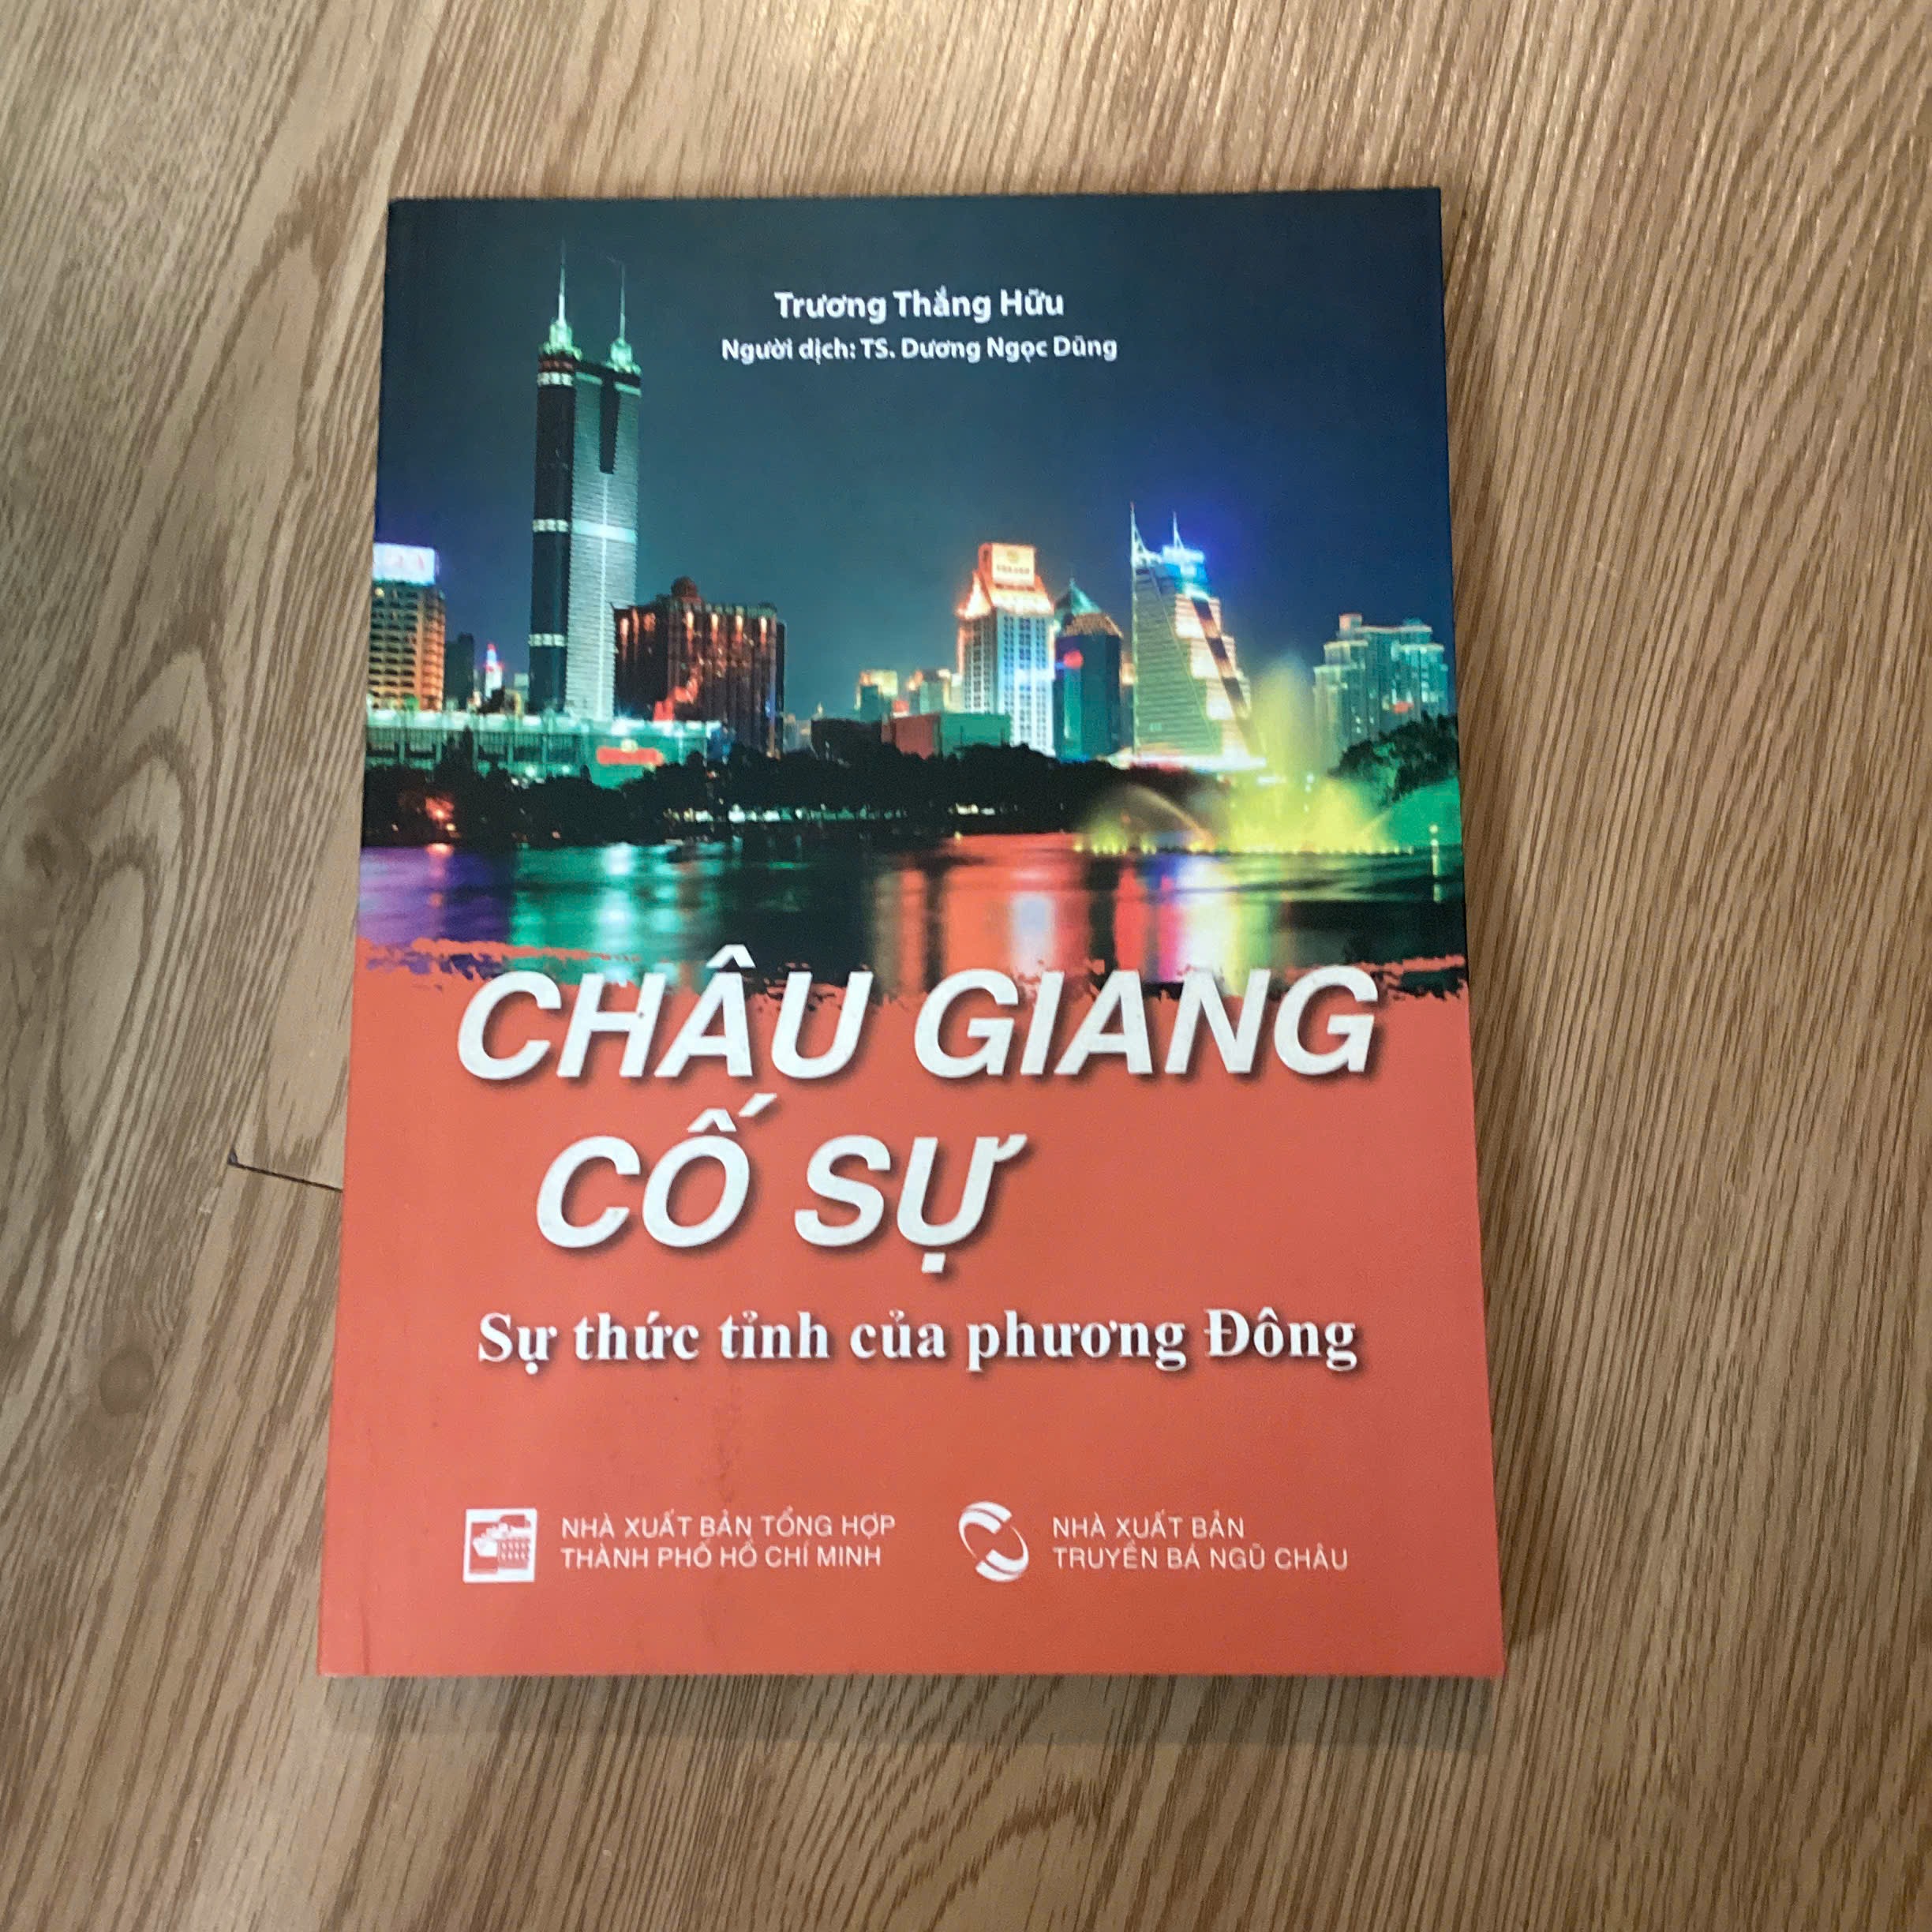 Trương Thắng Hữu
Người dịch: TS. Dương Ngọc Dũng
CHÂU GIANG
CỐ SỰ
Sự thức tỉnh của phương Đông
NHÀ XUẤT BẢN TỔNG HỢP
THÀNH PHỐ HỒ CHÍ MINH
NHÀ XUẤT BẢN
TRUYỀN BÁ NGŨ CHÂU